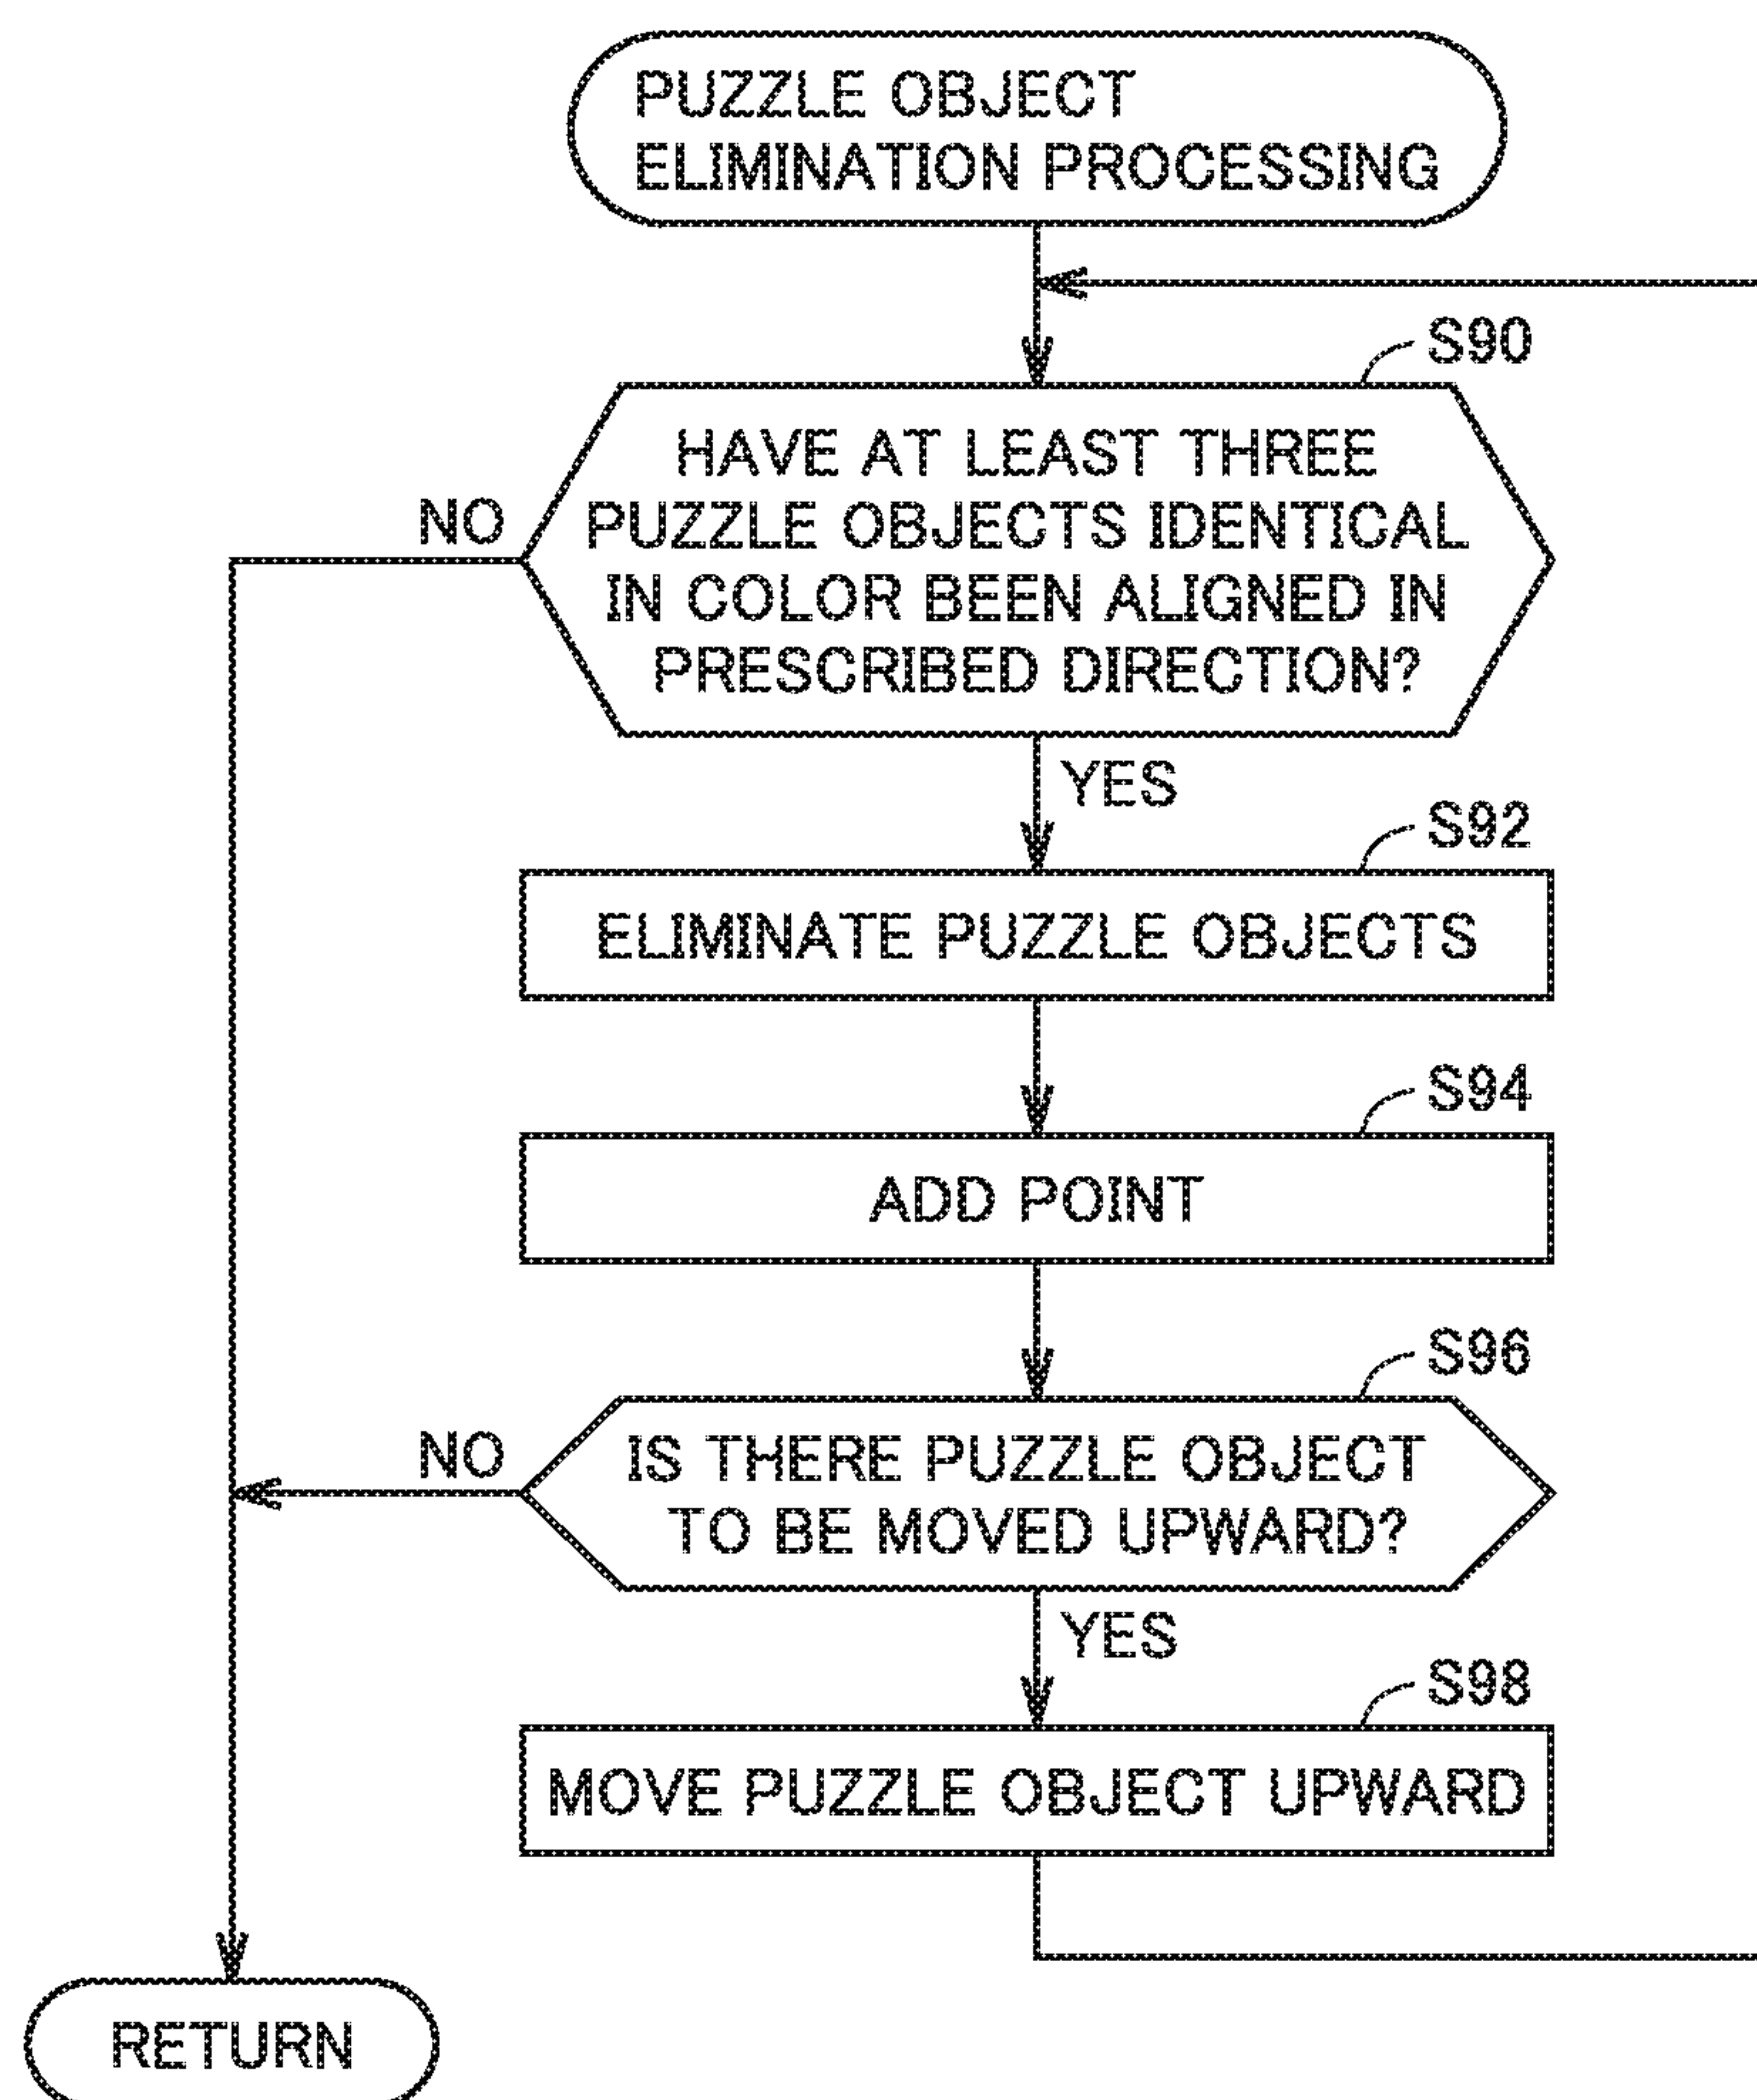 PUZZLE OBJECT
ELIMINATION PROCESSING
S90
HAVE AT LEAST THREE
PUZZLE OBJECTS IDENTICAL
IN COLOR BEEN ALIGNED IN
PRESCRIBED DIRECTION?
NO
YES
S92
ELIMINATE PUZZLE OBJECTS
S94
ADD POINT
S96
IS THERE PUZZLE OBJECT
TO BE MOVED UPWARD?
NO
YES
S98
MOVE PUZZLE OBJECT UPWARD
RETURN